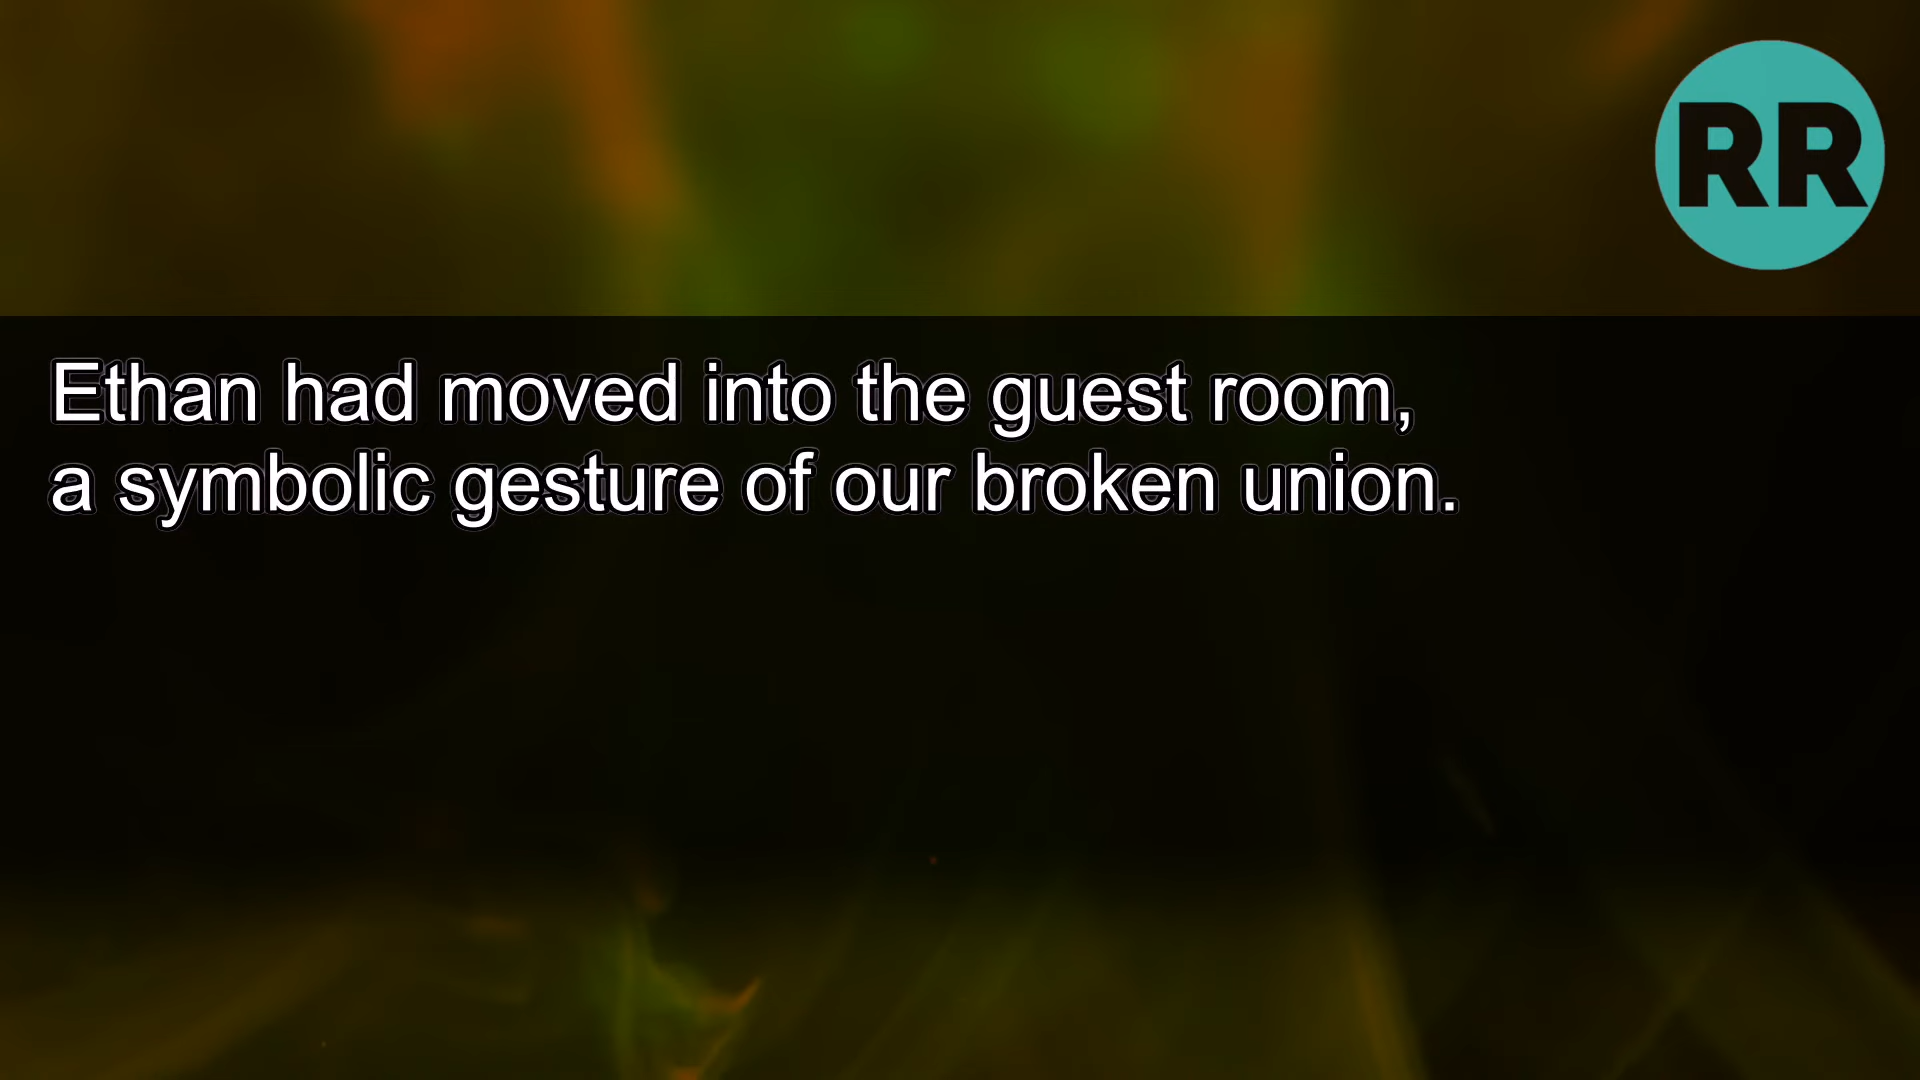 RR
Ethan had moved into the guest room,
a symbolic gesture of our broken union.